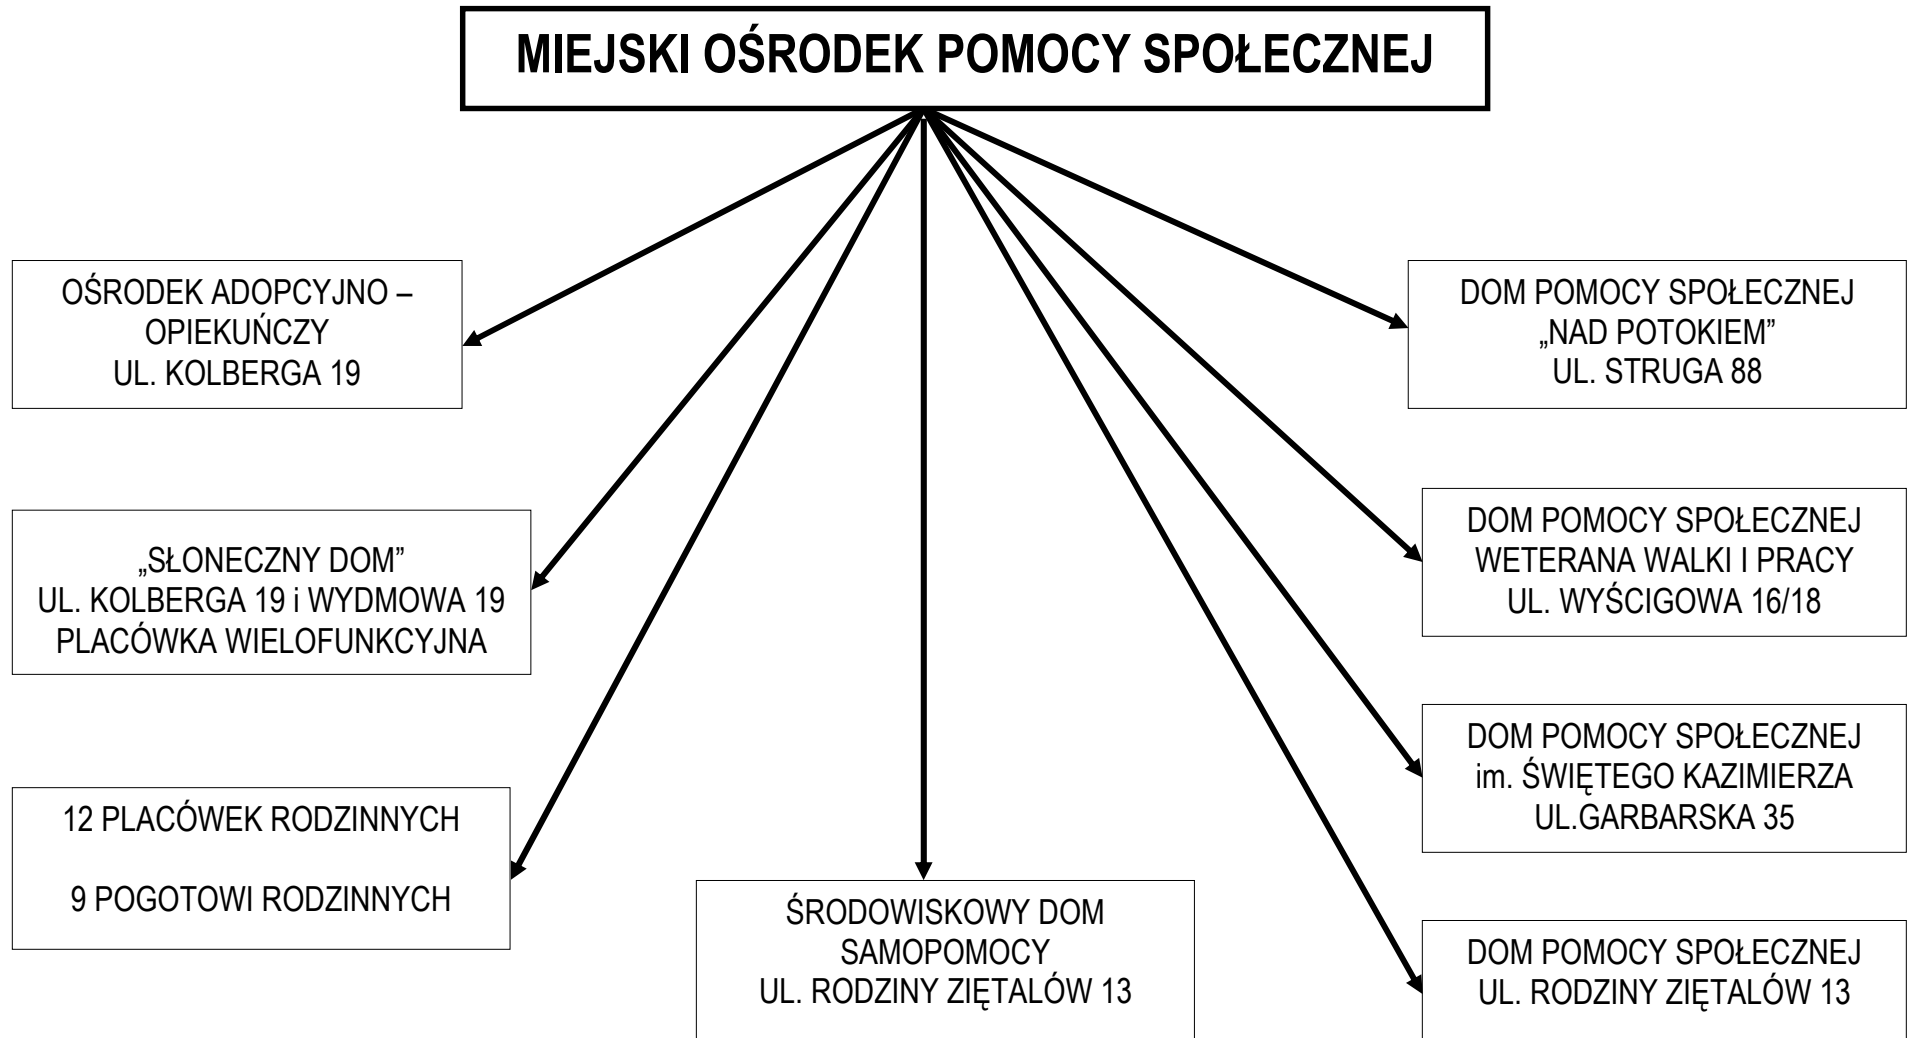 MIEJSKI OŚRODEK POMOCY SPOŁECZNEJ
OŚRODEK ADOPCYJNO –
OPIEKUŃCZY
UL. KOLBERGA 19
„SŁONECZNY DOM”
UL. KOLBERGA 19 i WYDMOWA 19
PLACÓWKA WIELOFUNKCYJNA
12 PLACÓWEK RODZINNYCH
9 POGOTOWI RODZINNYCH
ŚRODOWISKOWY DOM
SAMOPOMOCY
UL. RODZINY ZIĘTALÓW 13
DOM POMOCY SPOŁECZNEJ
„NAD POTOKIEM”
UL. STRUGA 88
DOM POMOCY SPOŁECZNEJ
WETERANA WALKI I PRACY
UL. WYŚCIGOWA 16/18
DOM POMOCY SPOŁECZNEJ
im. ŚWIĘTEGO KAZIMIERZA
UL.GARBARSKA 35
DOM POMOCY SPOŁECZNEJ
UL. RODZINY ZIĘTALÓW 13